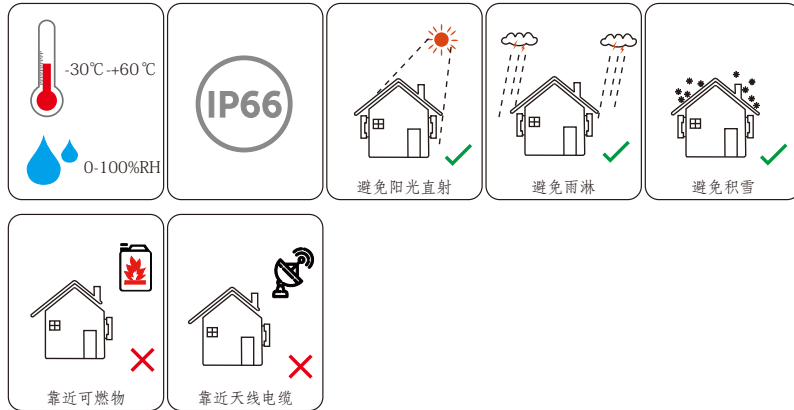 -30℃-+60℃
0-100%RH
IP66
避免阳光直射
避免雨淋
避免积雪
靠近可燃物
靠近天线电缆